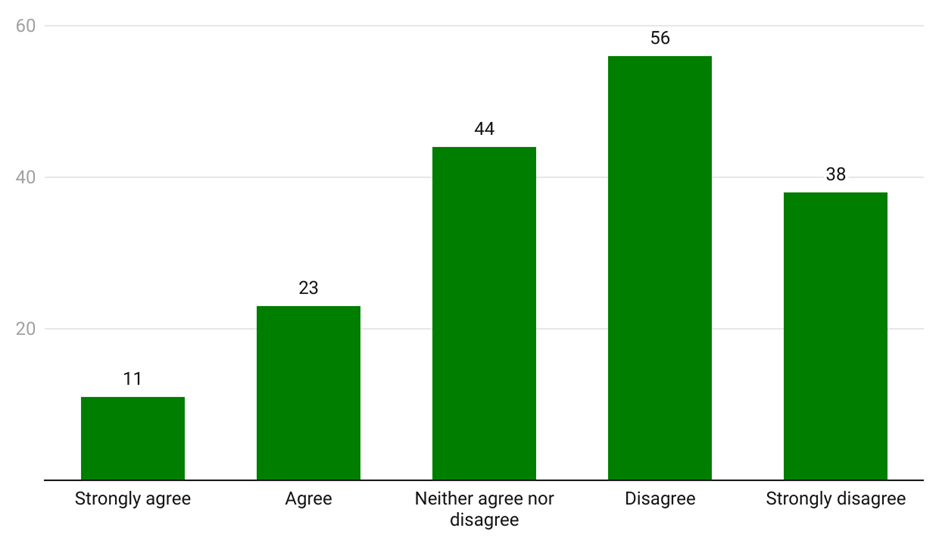 60
56
44
40
38
23
20
11
Strongly agree
Agree
Neither agree nor
disagree
Disagree
Strongly disagree